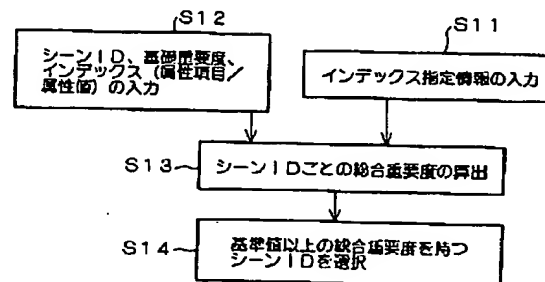 S12
シーンID、基礎重要度、
インデックス（属性項目／
属性値）の入力
S11
インデックス指定情報の入力
S13
シーンIDごとの総合重要度の算出
S14
基準値以上の総合重要度を持つ
シーンIDを選択